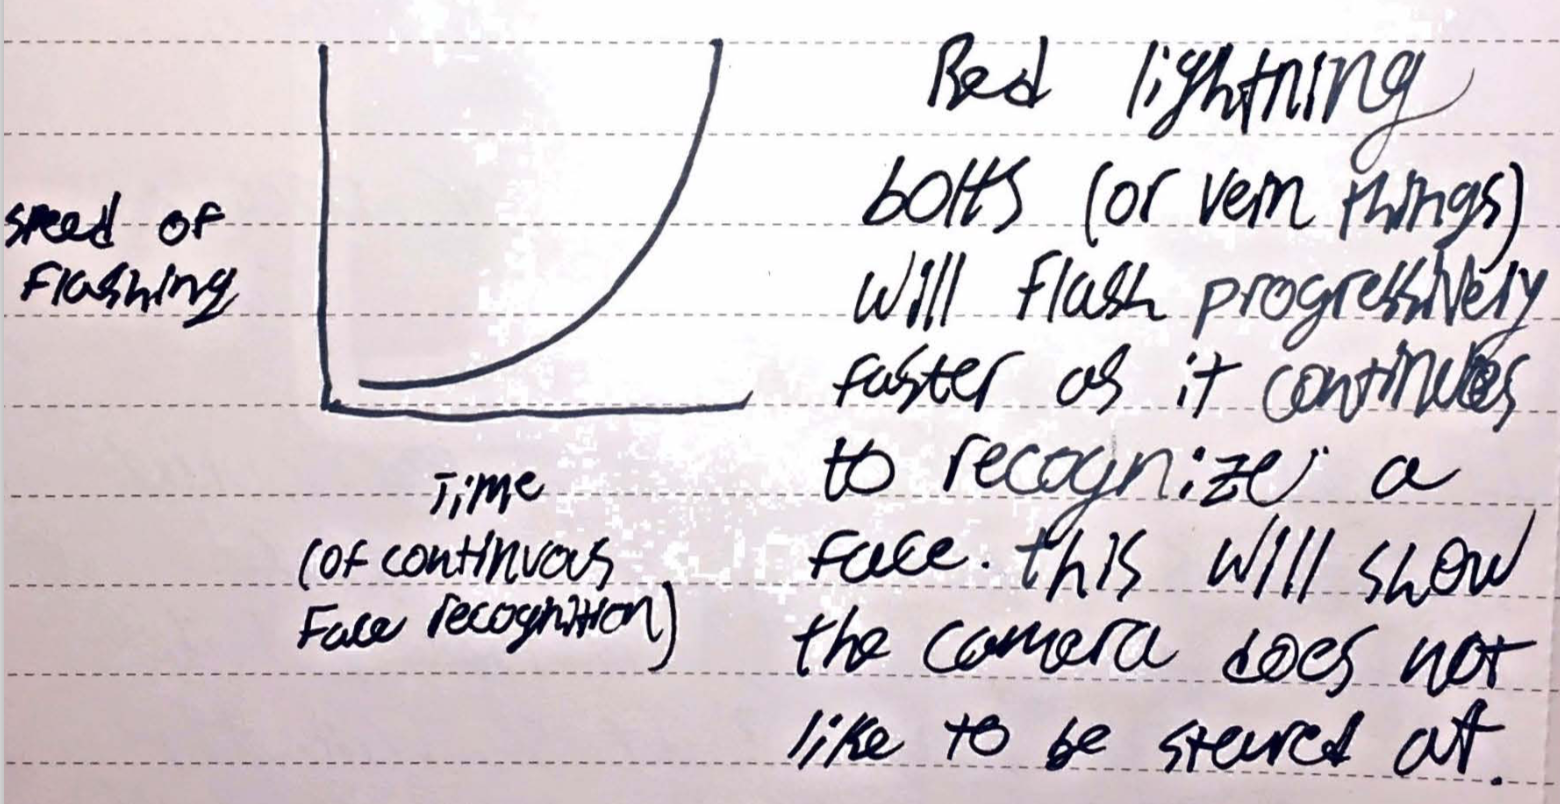 speed of
Flashing
Time
(of continuous
Face recognition)
Red lightning
bolts (or vein things)
will flash progressively
faster as it continues
to recognize a
face. this will show
the camera does not
like to be stared at.